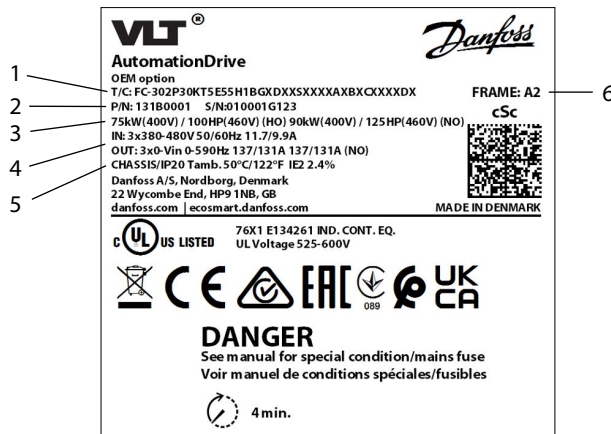 VLT®
Danfoss
AutomationDrive
OEM option
1
T/C: FC-302P30KT5E55H1BGXDXXSXXXXAXBXCXXXXDX
FRAME: A2
6
2
P/N: 131B0001 S/N:010001G123
cSc
3
75kW(400V) / 100HP(460V) (HO) 90kW(400V) / 125HP(460V) (NO)
IN: 3x380-480V 50/60Hz 11.7/9.9A
4
OUT: 3x0-Vin 0-590Hz 137/131A 137/131A (NO)
5
CHASSIS/IP20 Tamb. 50°C/122°F IE2 2.4%
Danfoss A/S, Nordborg, Denmark
22 Wycombe End, HP9 1NB, GB
danfoss.com | ecosmart.danfoss.com
MADE IN DENMARK
c UL US LISTED
76X1 E134261 IND. CONT. EQ.
UL Voltage 525-600V
CE
EAC
089
UK
CA
DANGER
See manual for special condition/mains fuse
Voir manuel de conditions spéciales/fusibles
4 min.